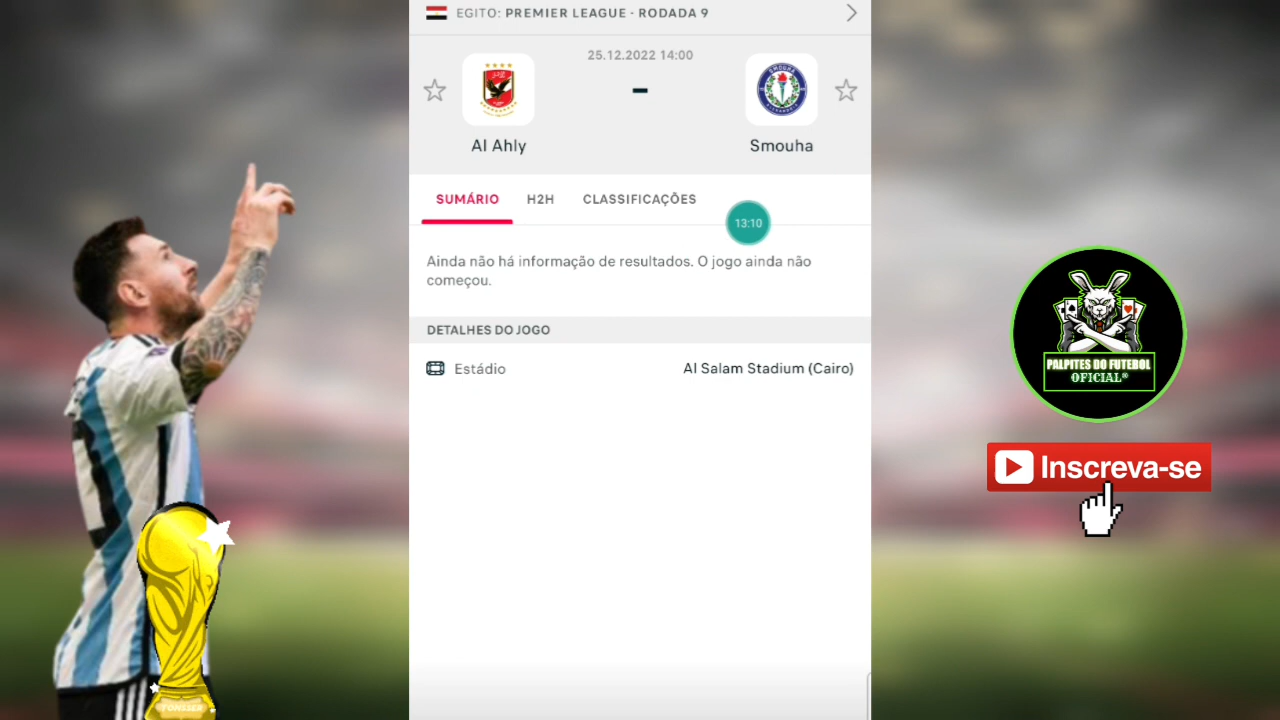 EGITO: PREMIER LEAGUE - RODADA 9
25.12.2022 14:00
-
Al Ahly
Smouha
SUMÁRIO H2H CLASSIFICAÇÕES
13:10
Ainda não há informação de resultados. O jogo ainda não
começou.
DETALHES DO JOGO
Estádio
Al Salam Stadium (Cairo)
PALPITES DO FUTEBOL
OFICIAL®
Inscreva-se